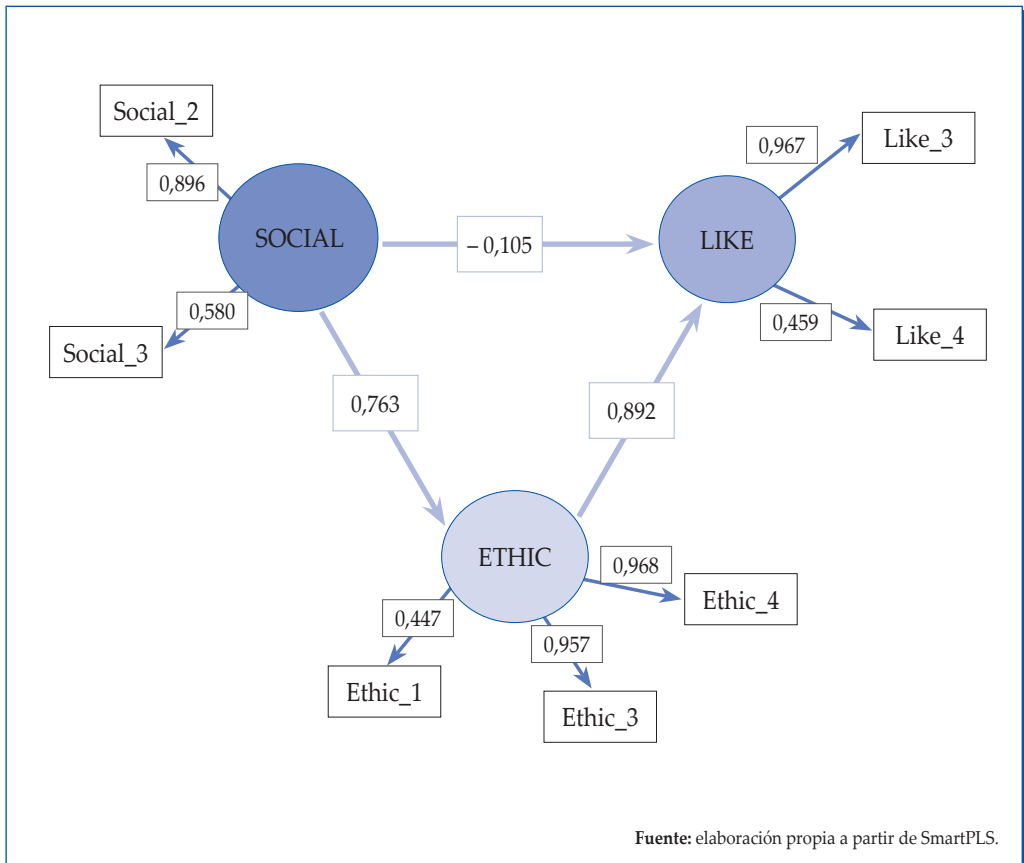 Social_2
0,896
SOCIAL
0,580
Social_3
– 0,105
0,967
Like_3
LIKE
0,459
Like_4
0,763
0,892
ETHIC
0,968
Ethic_4
0,447
Ethic_1
0,957
Ethic_3
Fuente: elaboración propia a partir de SmartPLS.